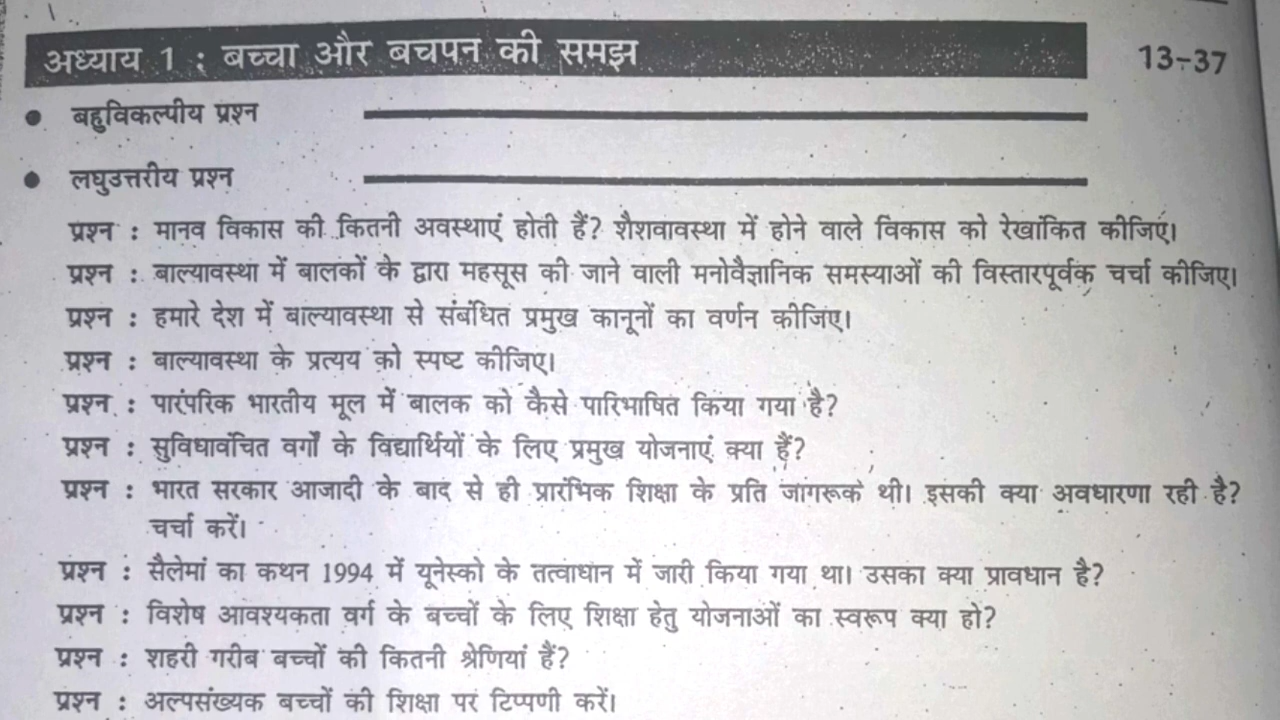 अध्याय 1 : बच्चा और बचपन की समझ 13-37
• बहुविकल्पीय प्रश्न
• लघुउत्तरीय प्रश्न
प्रश्न : मानव विकास की कितनी अवस्थाएं होती हैं? शैशवावस्था में होने वाले विकास को रेखांकित कीजिए।
प्रश्न : बाल्यावस्था में बालकों के द्वारा महसूस की जाने वाली मनोवैज्ञानिक समस्याओं की विस्तारपूर्वक चर्चा कीजिए।
प्रश्न : हमारे देश में बाल्यावस्था से संबंधित प्रमुख कानूनों का वर्णन कीजिए।
प्रश्न : बाल्यावस्था के प्रत्यय को स्पष्ट कीजिए।
प्रश्न : पारंपरिक भारतीय मूल में बालक को कैसे पारिभाषित किया गया है?
प्रश्न : सुविधावंचित वर्गों के विद्यार्थियों के लिए प्रमुख योजनाएं क्या हैं?
प्रश्न : भारत सरकार आजादी के बाद से ही प्रारंभिक शिक्षा के प्रति जागरूक थी। इसकी क्या अवधारणा रही है?
चर्चा करें।
प्रश्न : सैलेमां का कथन 1994 में यूनेस्को के तत्वाधान में जारी किया गया था। उसका क्या प्रावधान है?
प्रश्न : विशेष आवश्यकता वर्ग के बच्चों के लिए शिक्षा हेतु योजनाओं का स्वरूप क्या हो?
प्रश्न : शहरी गरीब बच्चों की कितनी श्रेणियां हैं?
प्रश्न : अल्पसंख्यक बच्चों की शिक्षा पर टिप्पणी करें।